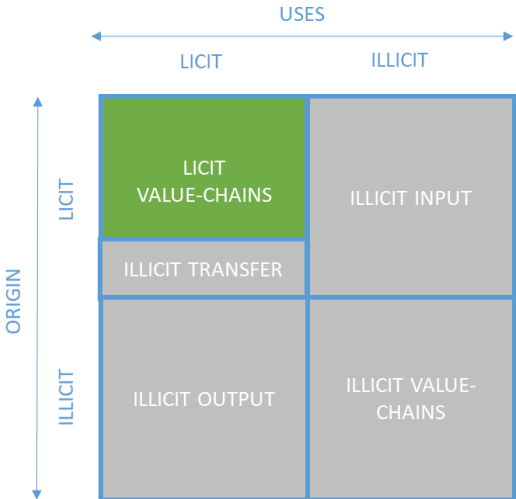 USES
LICIT
ILLICIT
ORIGIN
LICIT
ILLICIT
LICIT
VALUE-CHAINS
ILLICIT INPUT
ILLICIT TRANSFER
ILLICIT OUTPUT
ILLICIT VALUE-
CHAINS